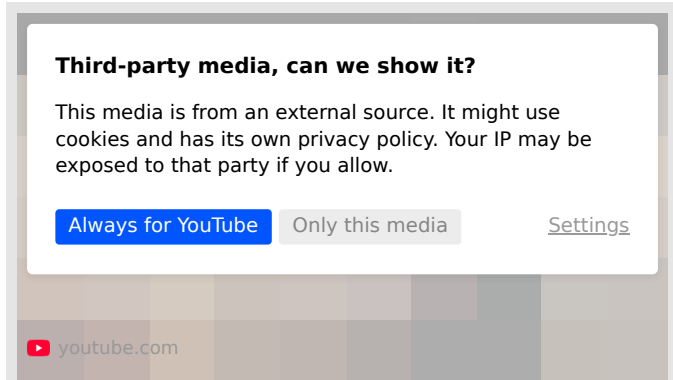 Third-party media, can we show it?
This media is from an external source. It might use
cookies and has its own privacy policy. Your IP may be
exposed to that party if you allow.
Always for YouTube
Only this media
Settings
youtube.com